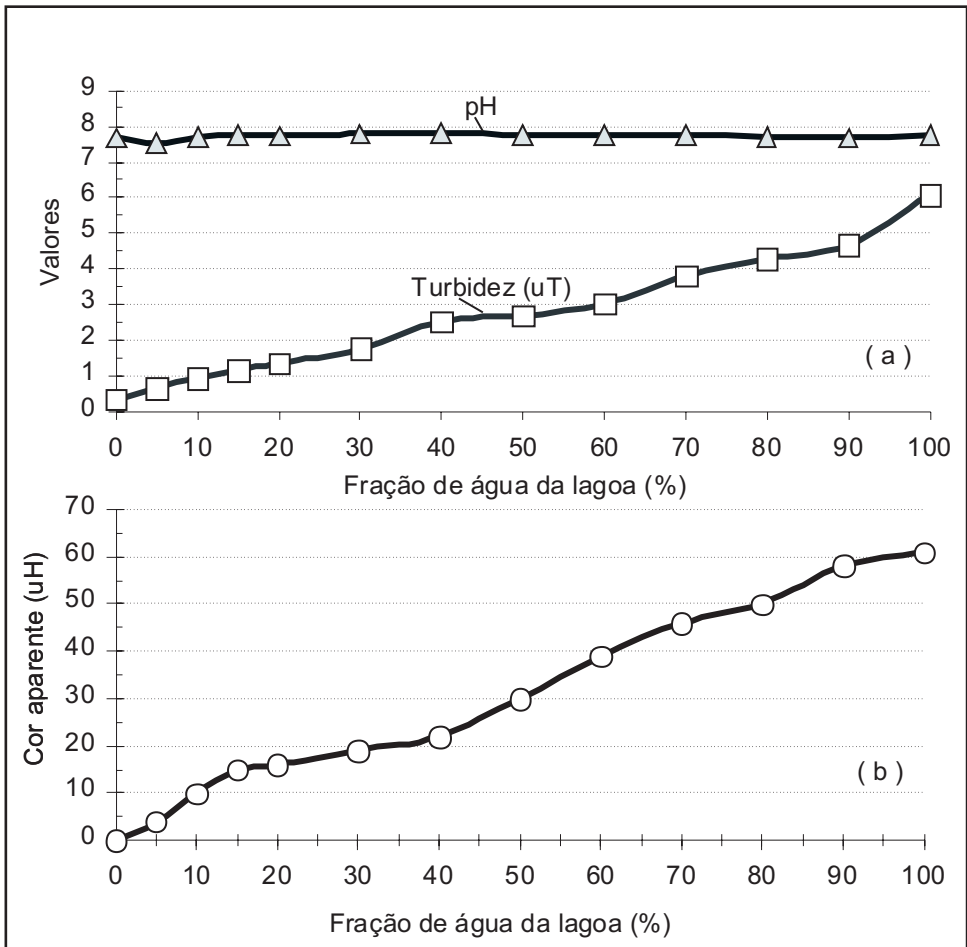 9
8
7
6
5
4
3
2
1
0
Valores
pH
Turbidez (uT)
( a )
0 10 20 30 40 50 60 70 80 90 100
Fração de água da lagoa (%)
70
60
50
40
30
20
10
0
Cor aparente (uH)
( b )
0 10 20 30 40 50 60 70 80 90 100
Fração de água da lagoa (%)